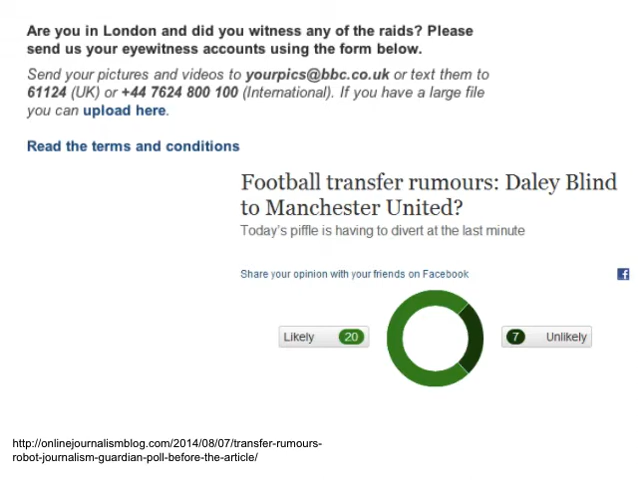 Are you in London and did you witness any of the raids? Please
send us your eyewitness accounts using the form below.
Send your pictures and videos to yourpics@bbc.co.uk or text them to
61124 (UK) or +44 7624 800 100 (International). If you have a large file
you can upload here.
Read the terms and conditions
Football transfer rumours: Daley Blind
to Manchester United?
Today's piffle is having to divert at the last minute
Share your opinion with your friends on Facebook
f
Likely 20
7 Unlikely
http://onlinejournalismblog.com/2014/08/07/transfer-rumours-
robot-journalism-guardian-poll-before-the-article/